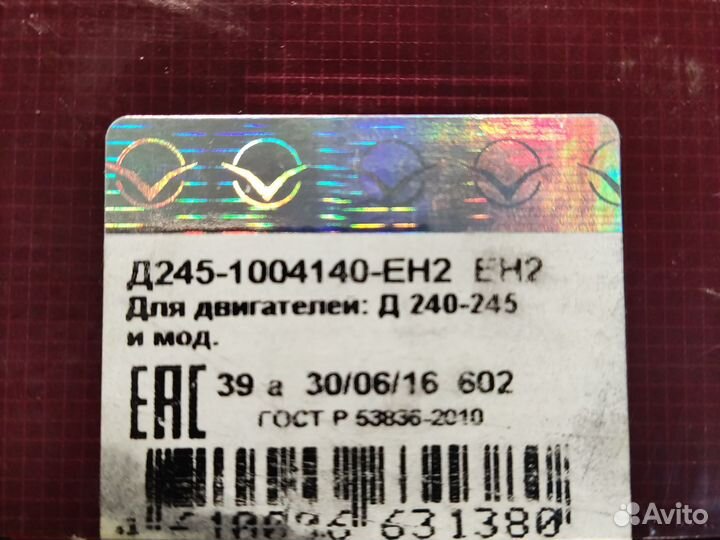 Д245-1004140-ЕН2 ЕН2
Для двигателей: Д 240-245
и мод.
ЕАС 39 а 30/06/16 602
ГОСТ Р 53836-2010
631380
Avito